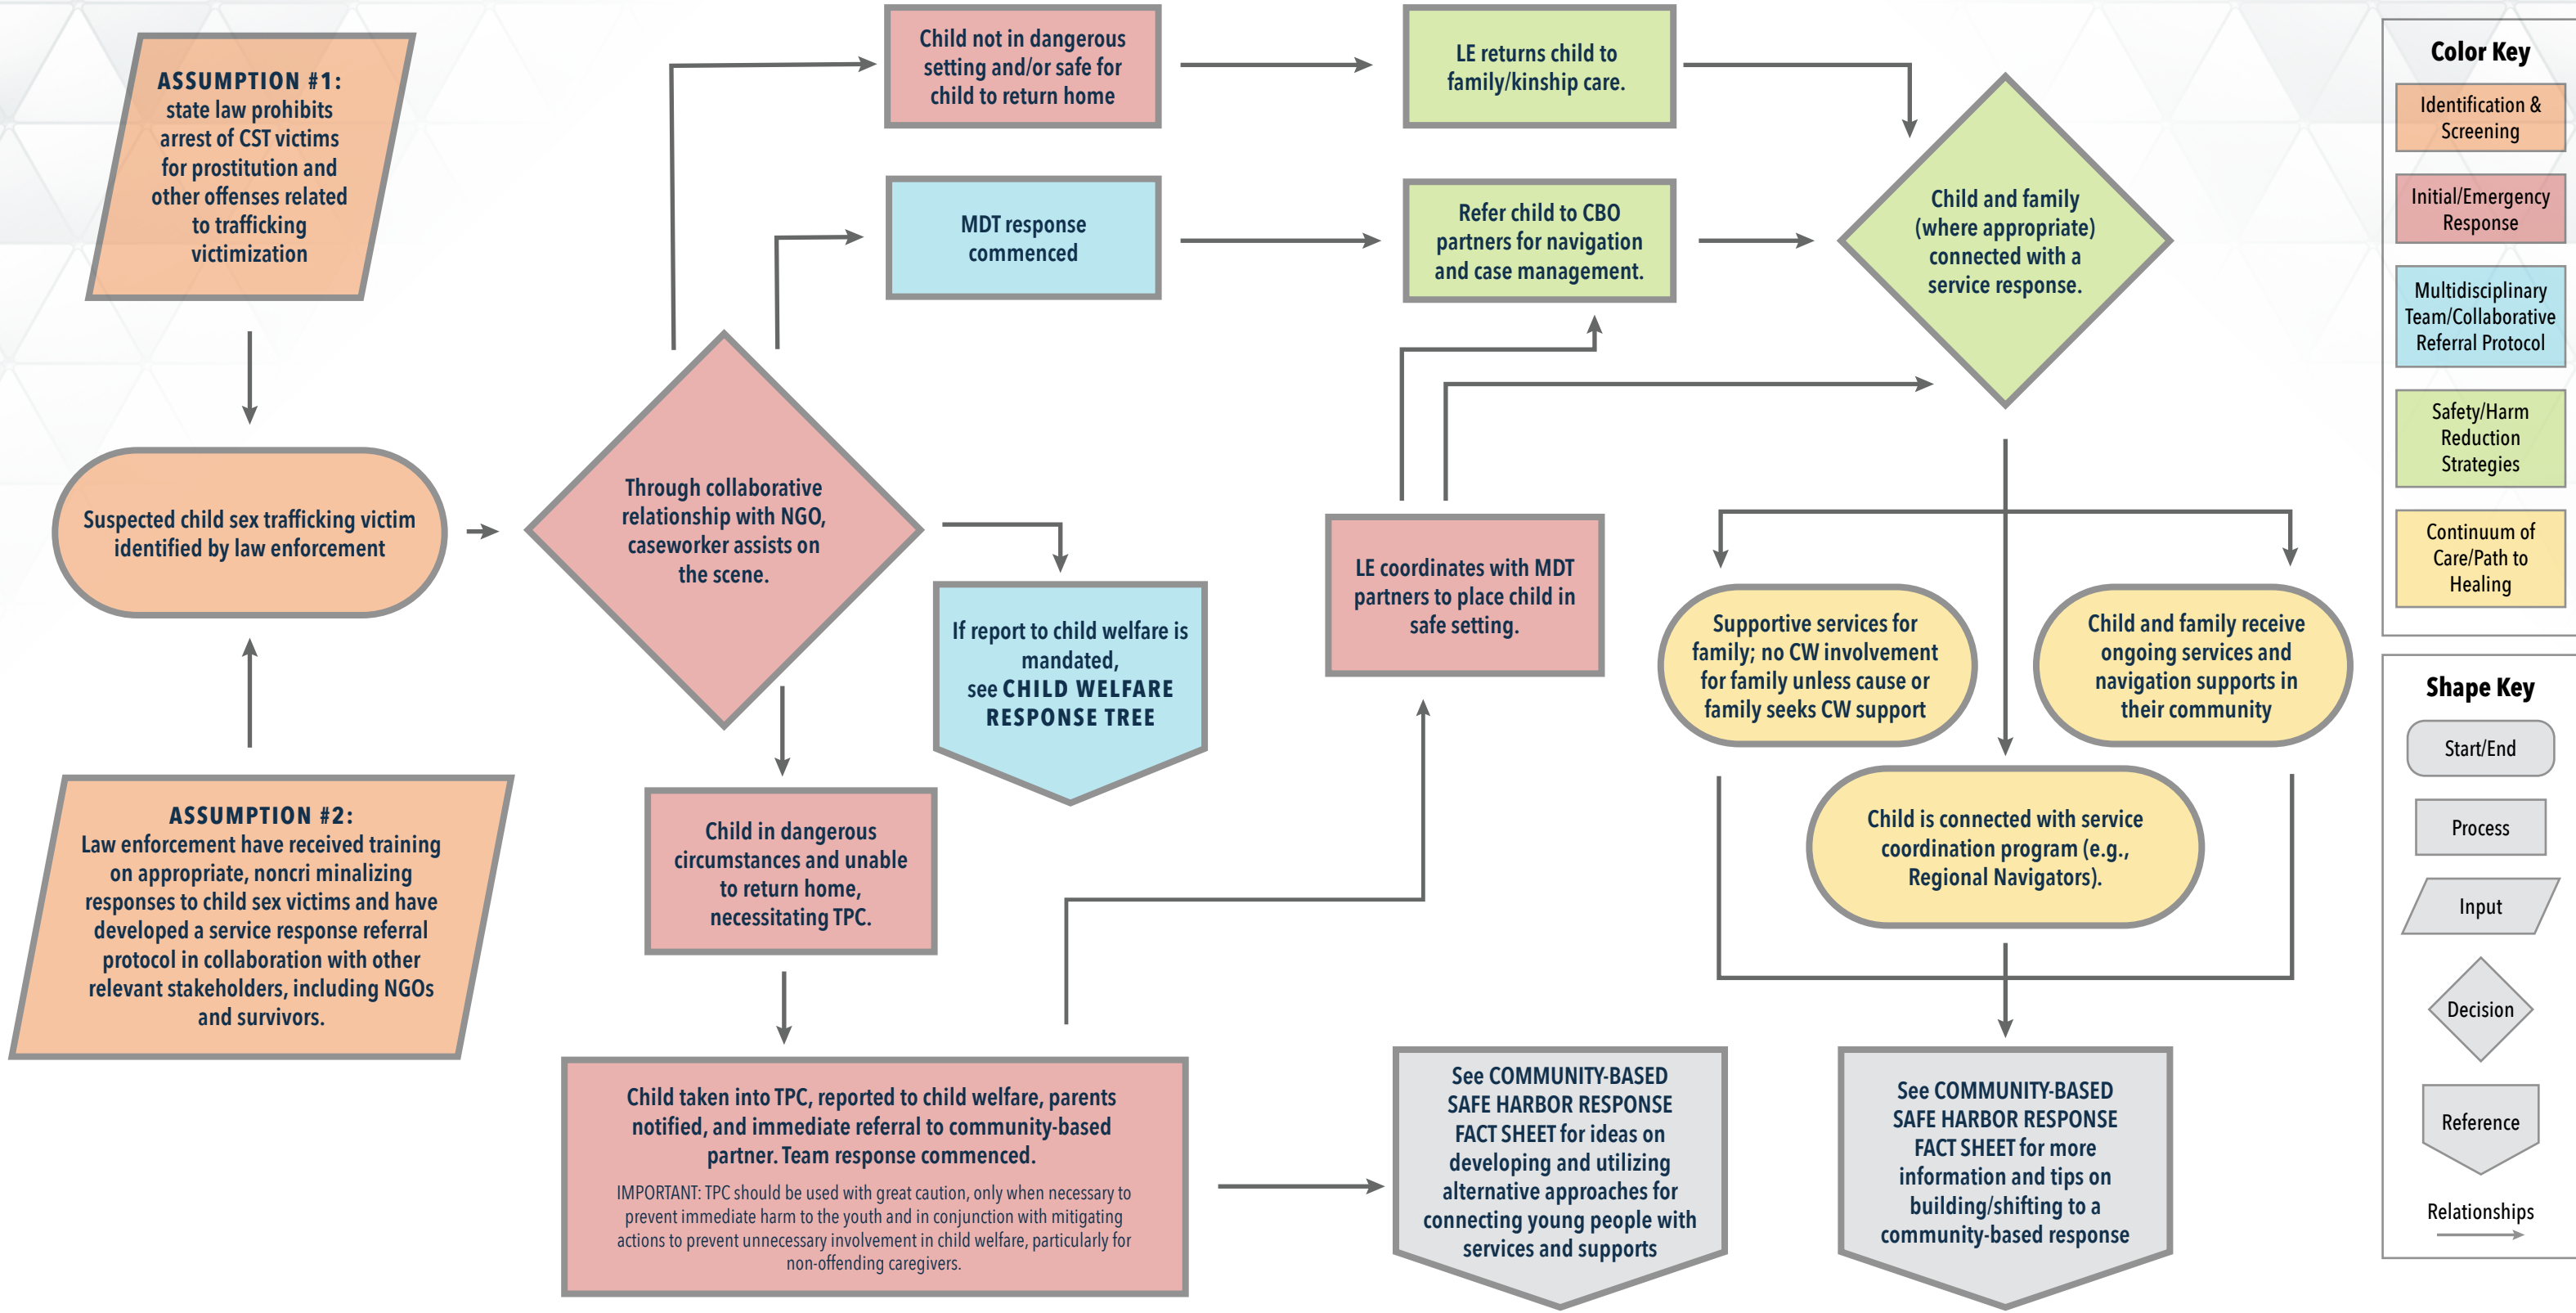 ASSUMPTION #1:
state law prohibits
arrest of CST victims
for prostitution and
other offenses related
to trafficking
victimization
Suspected child sex trafficking victim
identified by law enforcement
ASSUMPTION #2:
Law enforcement have received training
on appropriate, noncri minalizing
responses to child sex victims and have
developed a service response referral
protocol in collaboration with other
relevant stakeholders, including NGOs
and survivors.
Through collaborative
relationship with NGO,
caseworker assists on
the scene.
Child not in dangerous
setting and/or safe for
child to return home
MDT response
commenced
If report to child welfare is
mandated,
see CHILD WELFARE
RESPONSE TREE
Child in dangerous
circumstances and unable
to return home,
necessitating TPC.
Child taken into TPC, reported to child welfare, parents
notified, and immediate referral to community-based
partner. Team response commenced.
IMPORTANT: TPC should be used with great caution, only when necessary to
prevent immediate harm to the youth and in conjunction with mitigating
actions to prevent unnecessary involvement in child welfare, particularly for
non-offending caregivers.
LE returns child to
family/kinship care.
Refer child to CBO
partners for navigation
and case management.
LE coordinates with MDT
partners to place child in
safe setting.
See COMMUNITY-BASED
SAFE HARBOR RESPONSE
FACT SHEET for ideas on
developing and utilizing
alternative approaches for
connecting young people with
services and supports
Child and family
(where appropriate)
connected with a
service response.
Supportive services for
family; no CW involvement
for family unless cause or
family seeks CW support
Child and family receive
ongoing services and
navigation supports in
their community
Child is connected with service
coordination program (e.g.,
Regional Navigators).
See COMMUNITY-BASED
SAFE HARBOR RESPONSE
FACT SHEET for more
information and tips on
building/shifting to a
community-based response
Color Key
Identification &
Screening
Initial/Emergency
Response
Multidisciplinary
Team/Collaborative
Referral Protocol
Safety/Harm
Reduction
Strategies
Continuum of
Care/Path to
Healing
Shape Key
Start/End
Process
Input
Decision
Reference
Relationships